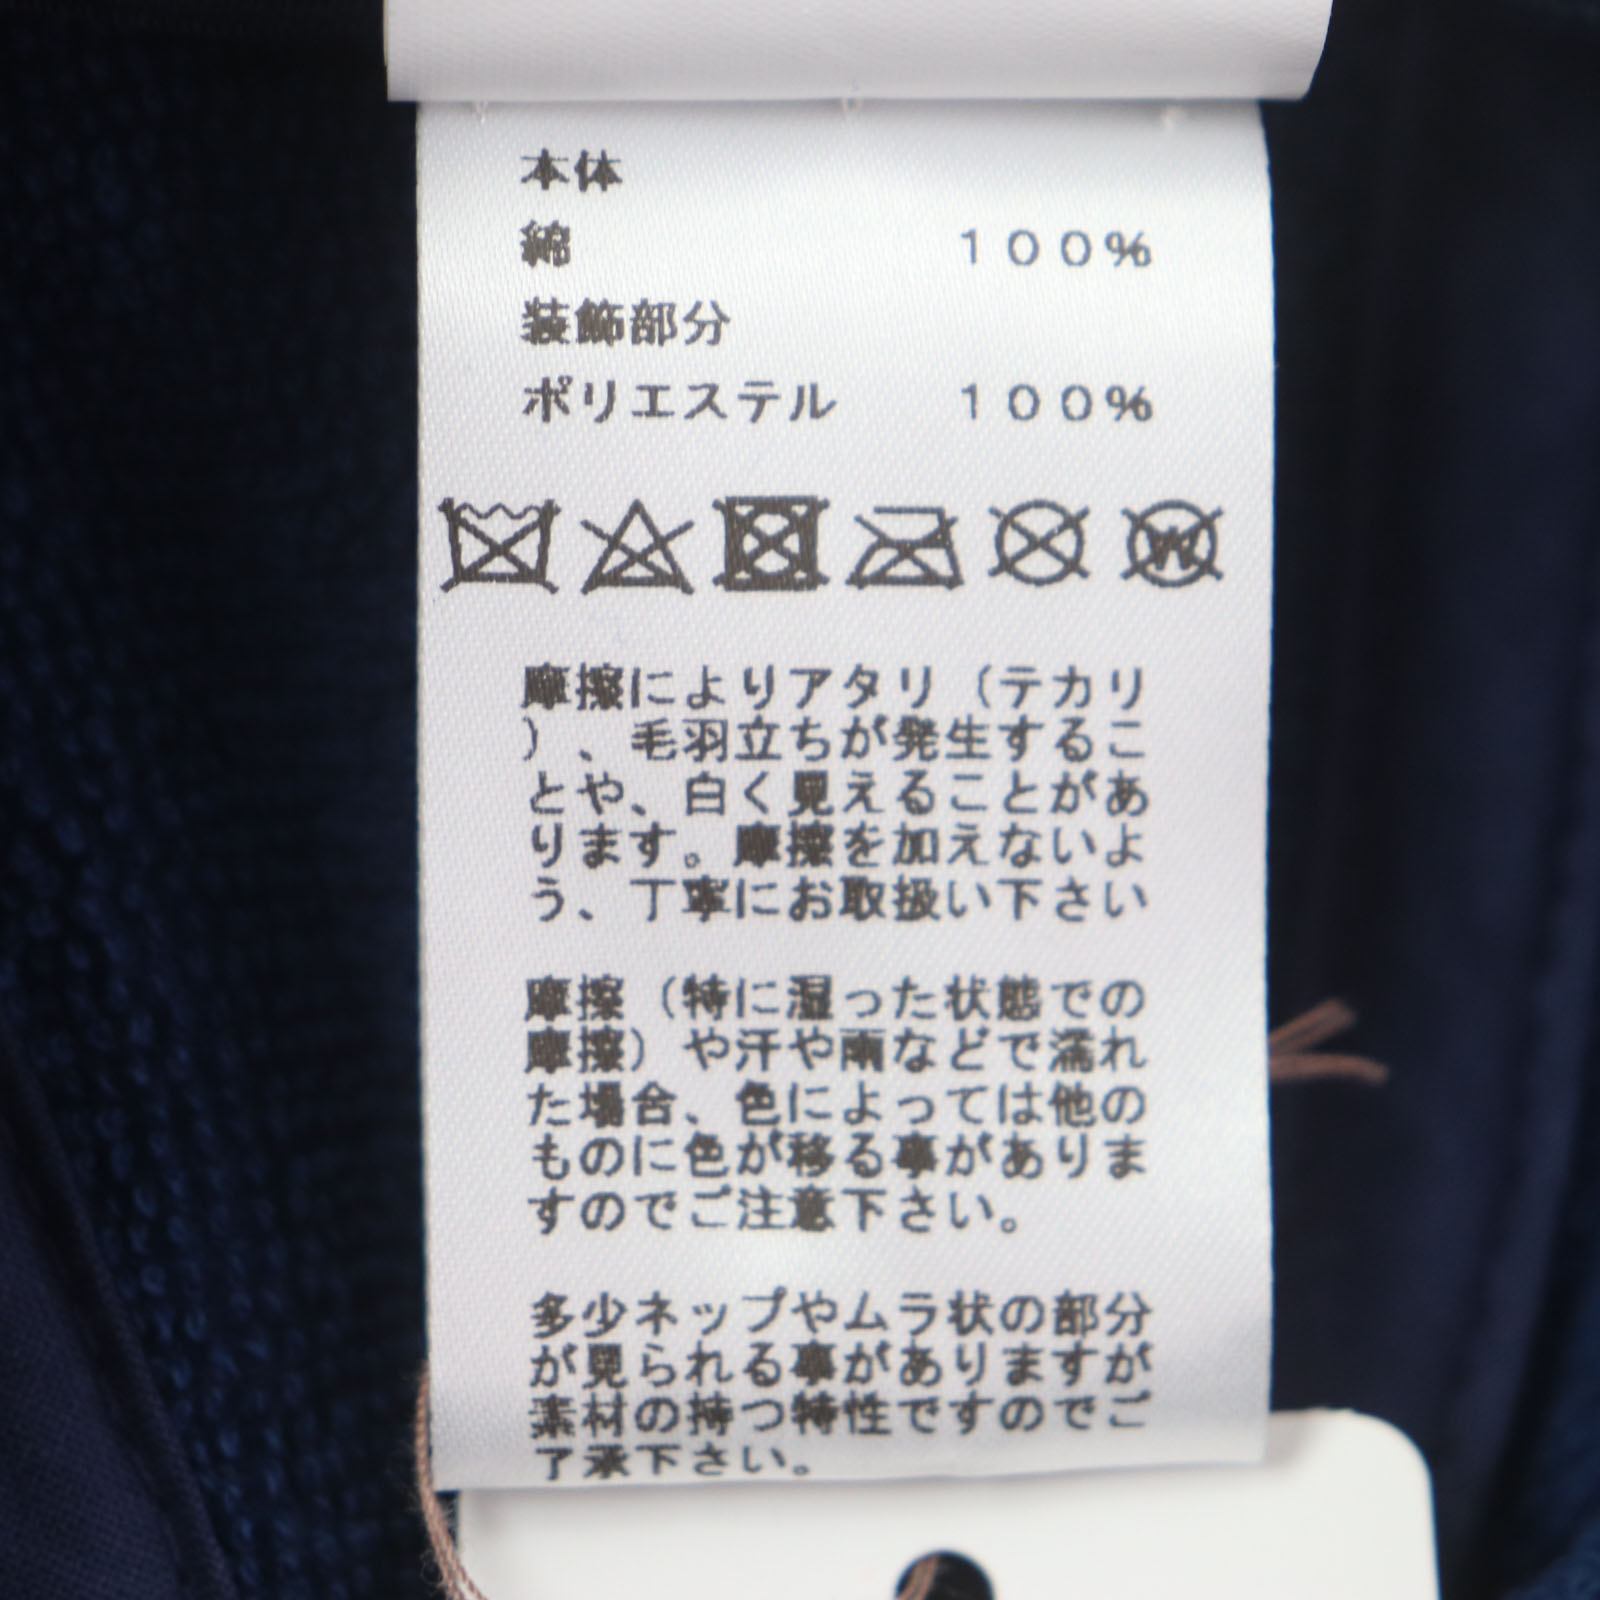 本体
綿 100%
装飾部分
ポリエステル 100%
W
摩擦によりアタリ(テカリ
)、毛羽立ちが発生するこ
とや、白く見えることがあ
ります。摩擦を加えないよ
う、丁寧にお取扱い下さい
摩擦(特に湿った状態での
摩擦)や汗や雨などで濡れ
た場合、色によっては他の
ものに色が移る事がありま
すのでご注意下さい。
多少ネップやムラ状の部分
が見られる事がありますが
素材の持つ特性ですのでご
了承下さい。